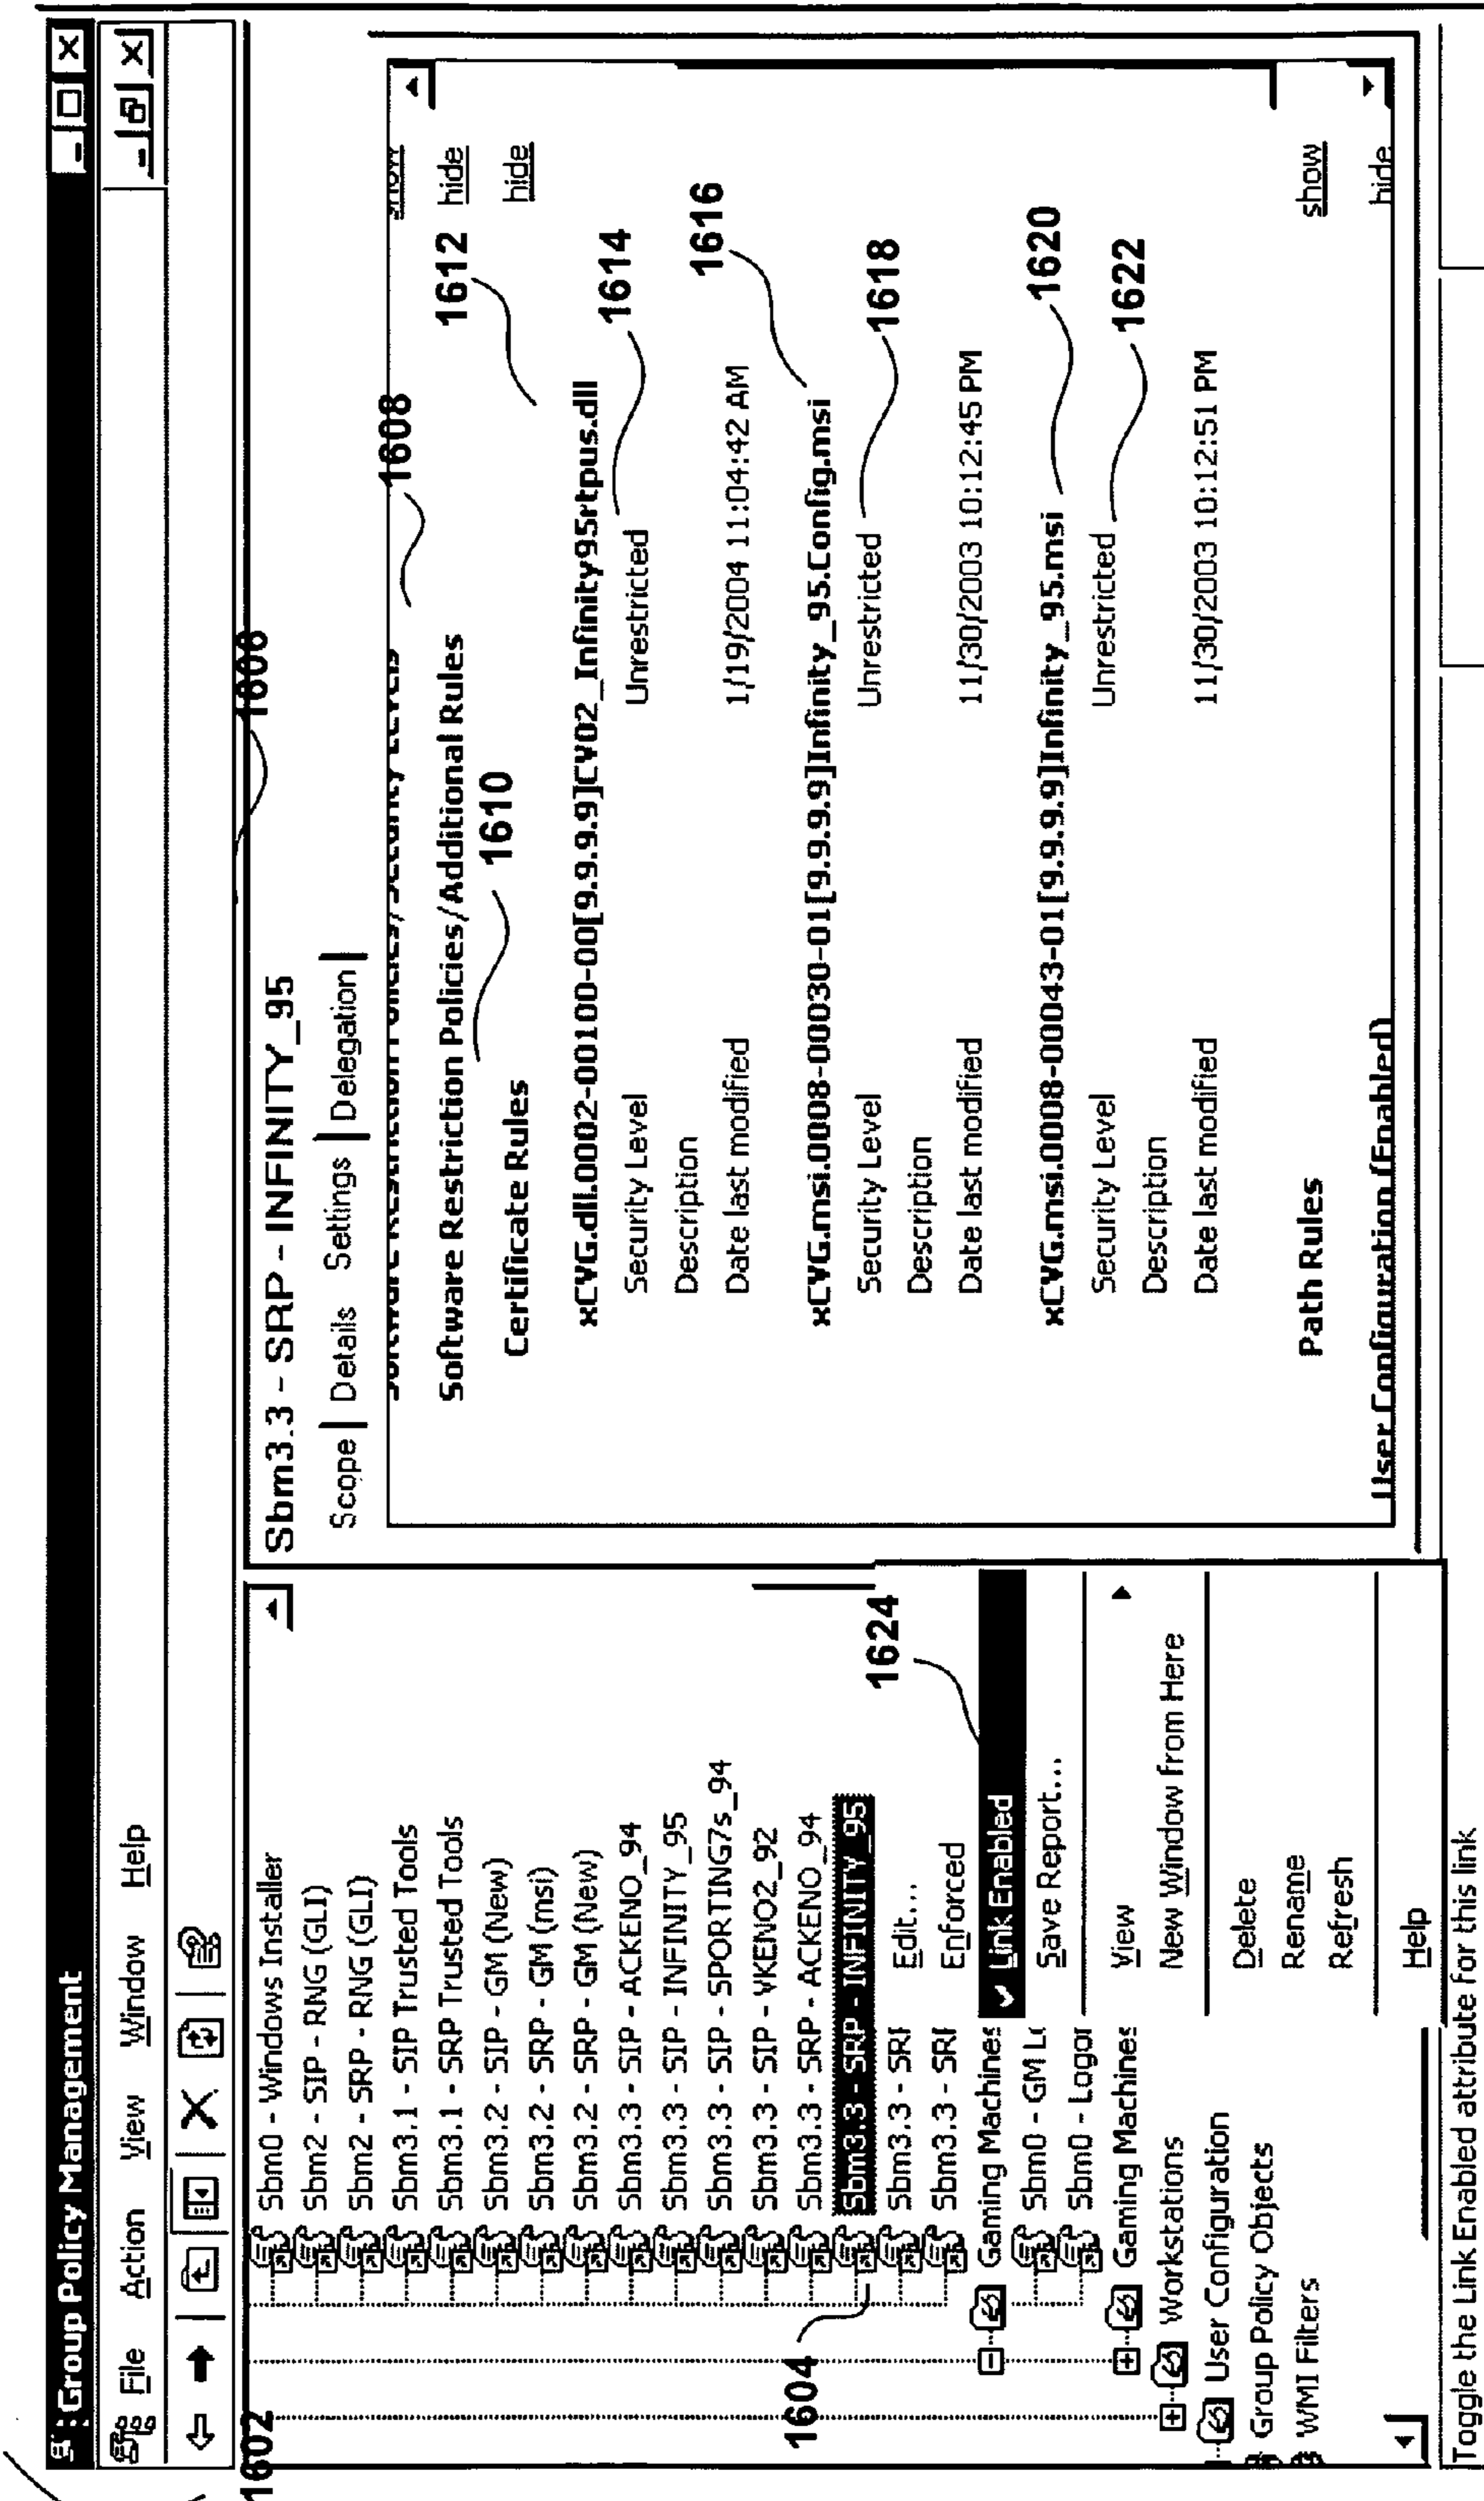 Group Policy Management
File Action View Window Help
1602
1606
Sbm0 - Windows Installer
Sbm2 - SIP - RNG (GLI)
Sbm2 - SRP - RNG (GLI)
Sbm3.1 - SIP Trusted Tools
Sbm3.1 - SRP Trusted Tools
Sbm3.2 - SIP - GM (New)
Sbm3.2 - SRP - GM (msi)
Sbm3.2 - SRP - GM (New)
Sbm3.3 - SIP - ACKENO_94
Sbm3.3 - SIP - INFINITY_95
Sbm3.3 - SIP - SPORTING7s_94
Sbm3.3 - SIP - VKENO2_92
Sbm3.3 - SRP - ACKENO_94
1604
Sbm3.3 - SRP - INFINITY_95
Sbm3.3 - SRI
Sbm3.3 - SRI
Gaming Machines
Sbm0 - GM L
Sbm0 - Logo
Gaming Machines
Workstations
User Configuration
Group Policy Objects
WMI Filters
1624
Edit...
Enforced
Link Enabled
Save Report...
View
New Window from Here
Delete
Rename
Refresh
Help
Toggle the Link Enabled attribute for this link
Sbm3.3 - SRP - INFINITY_95
Scope Details Settings Delegation
1608
Software Restriction Policies/Security Levels show
Software Restriction Policies/Additional Rules hide
1612
Certificate Rules hide
1610
xCVG.dll.0002-00100-00[9.9.9.9]CV02_Infinity95rtpus.dll
Security Level Unrestricted
1614
Description
Date last modified 1/19/2004 11:04:42 AM
1616
xCVG.msi.0008-00030-01[9.9.9.9]Infinity_95.Config.msi
Security Level Unrestricted
1618
Description
Date last modified 11/30/2003 10:12:45 PM
1620
xCVG.msi.0008-00043-01[9.9.9.9]Infinity_95.msi
Security Level Unrestricted
1622
Description
Date last modified 11/30/2003 10:12:51 PM
Path Rules show
User Configuration (Enabled) hide